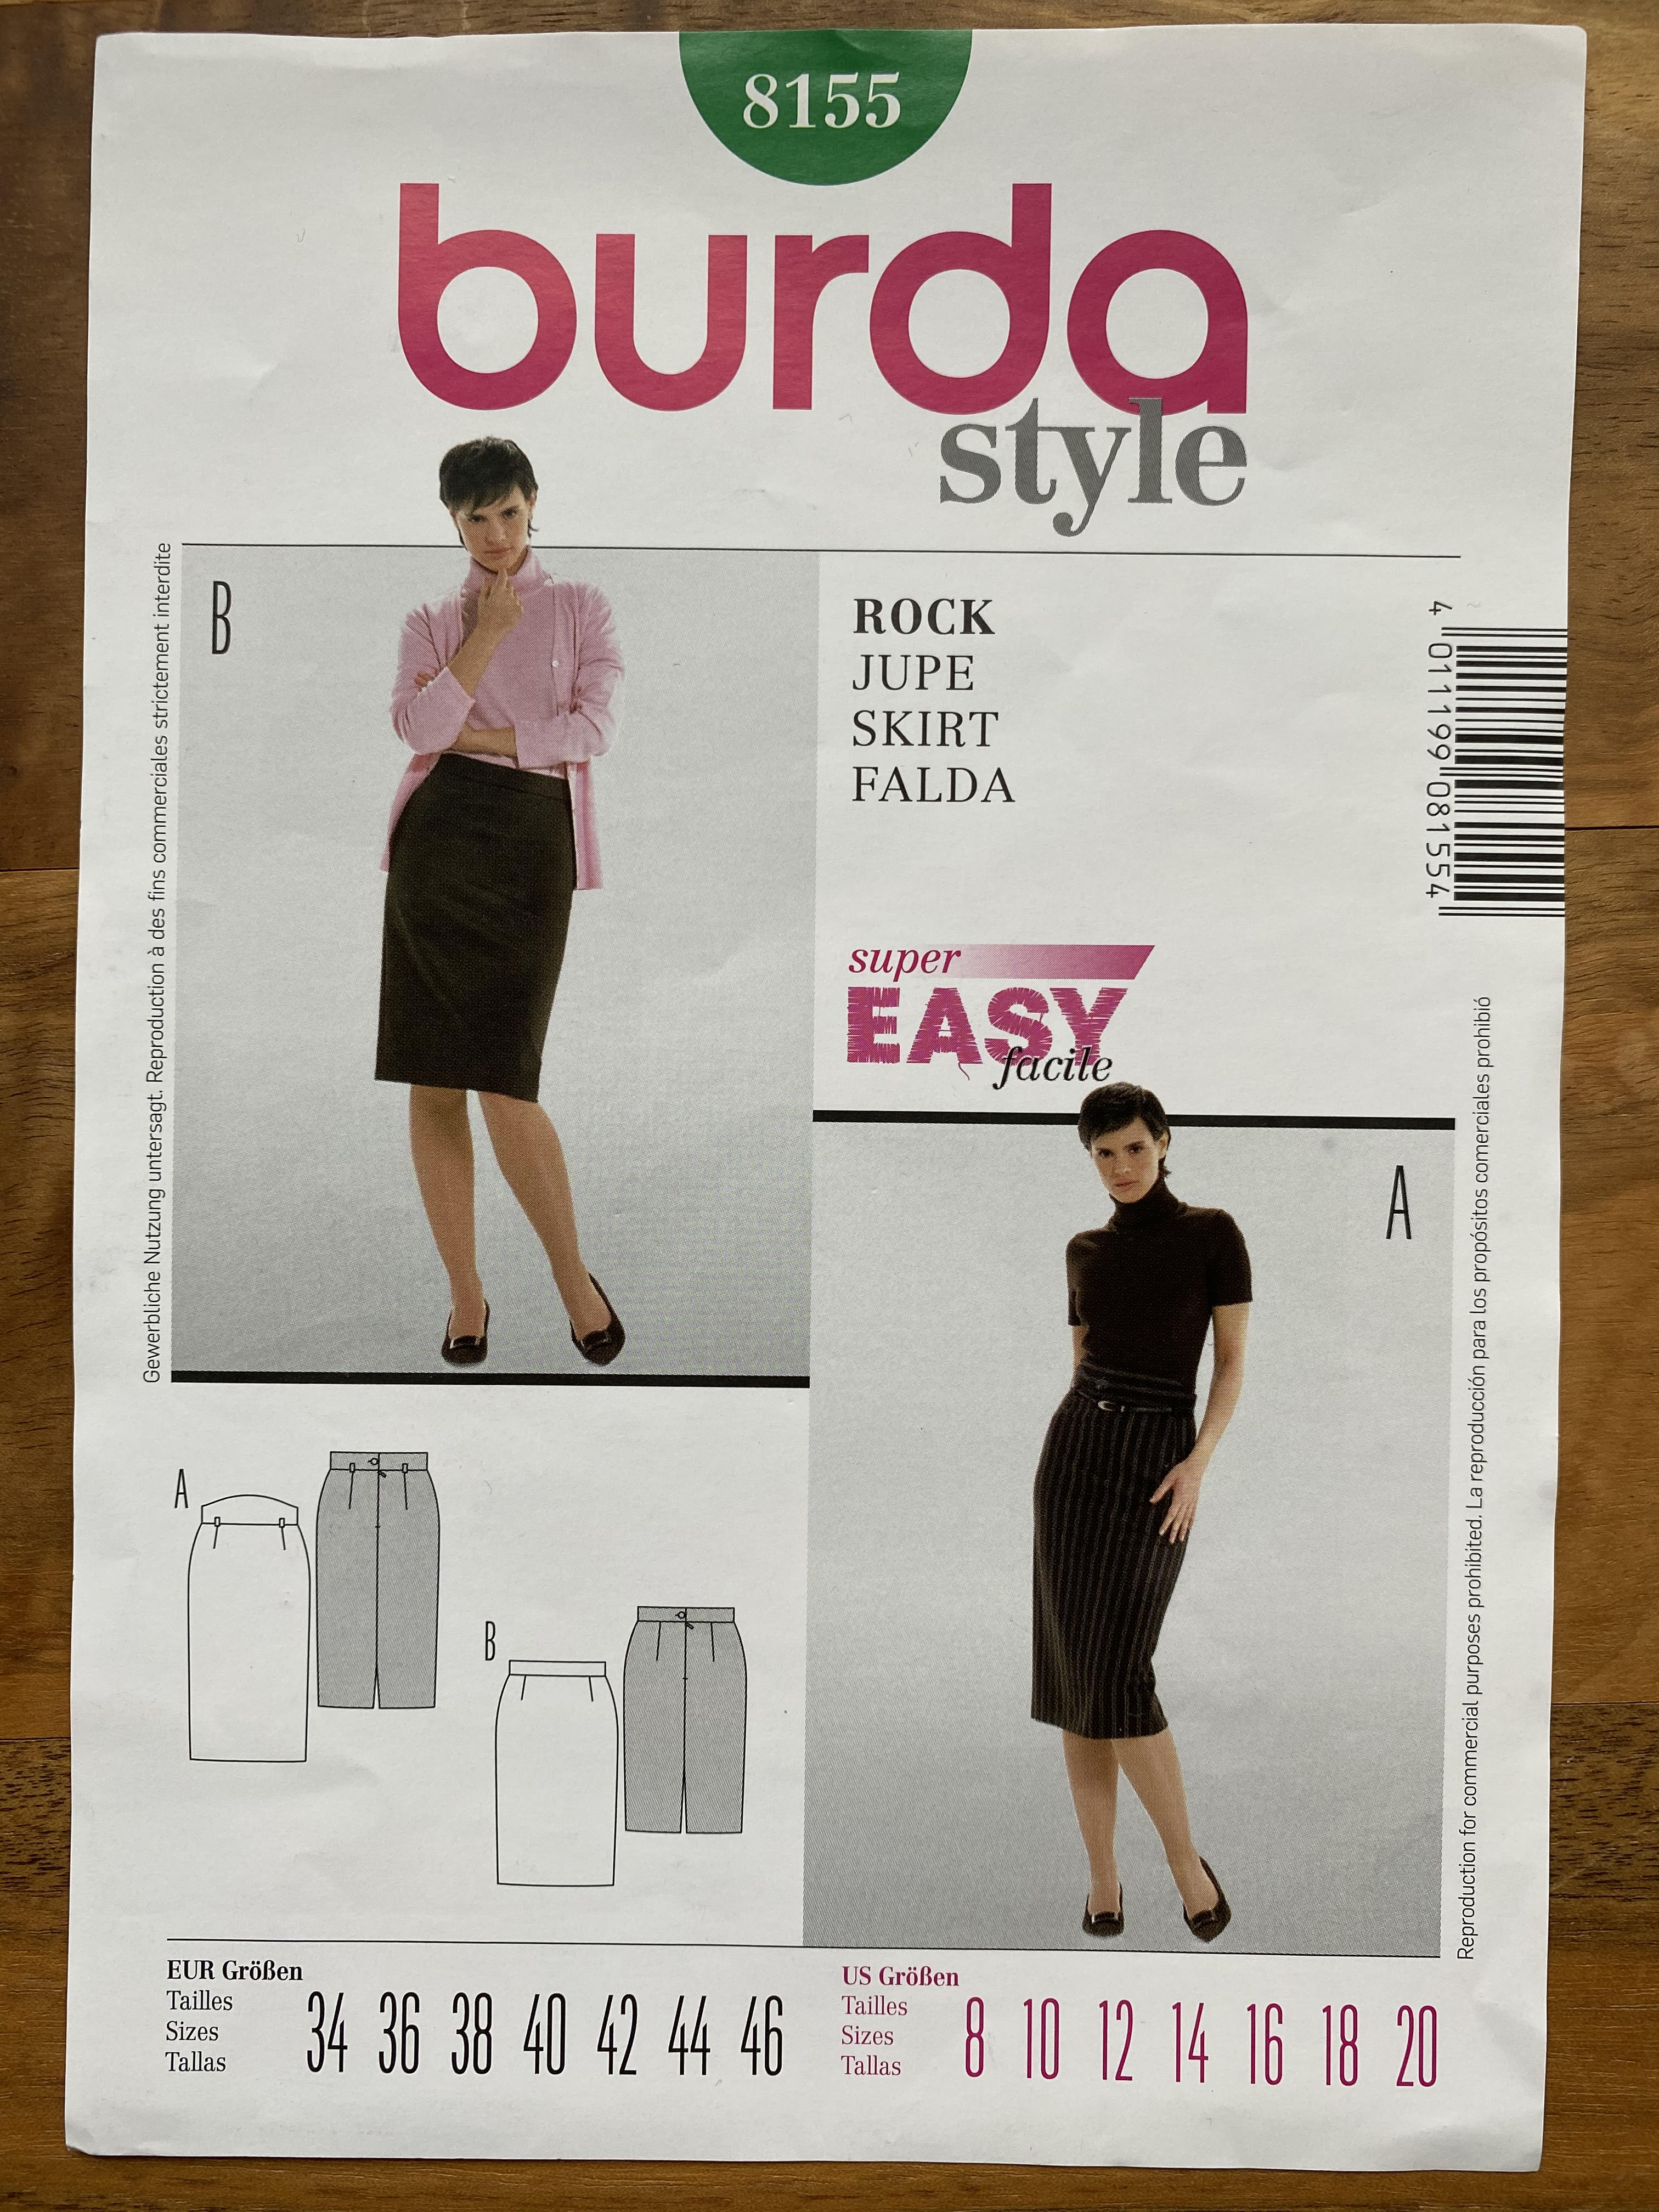 8155
burda
style
Gewerbliche Nutzung untersagt. Reproduction à des fins commerciales strictement interdite
B
ROCK
JUPE
SKIRT
FALDA
4 011199 081554
super
EASY
facile
A
Reproduction for commercial purposes prohibited. La reproducción para los propósitos comerciales prohibió
A
B
EUR Größen
Tailles
Sizes
Tallas
34 36 38 40 42 44 46
US Größen
Tailles
Sizes
Tallas
8 10 12 14 16 18 20